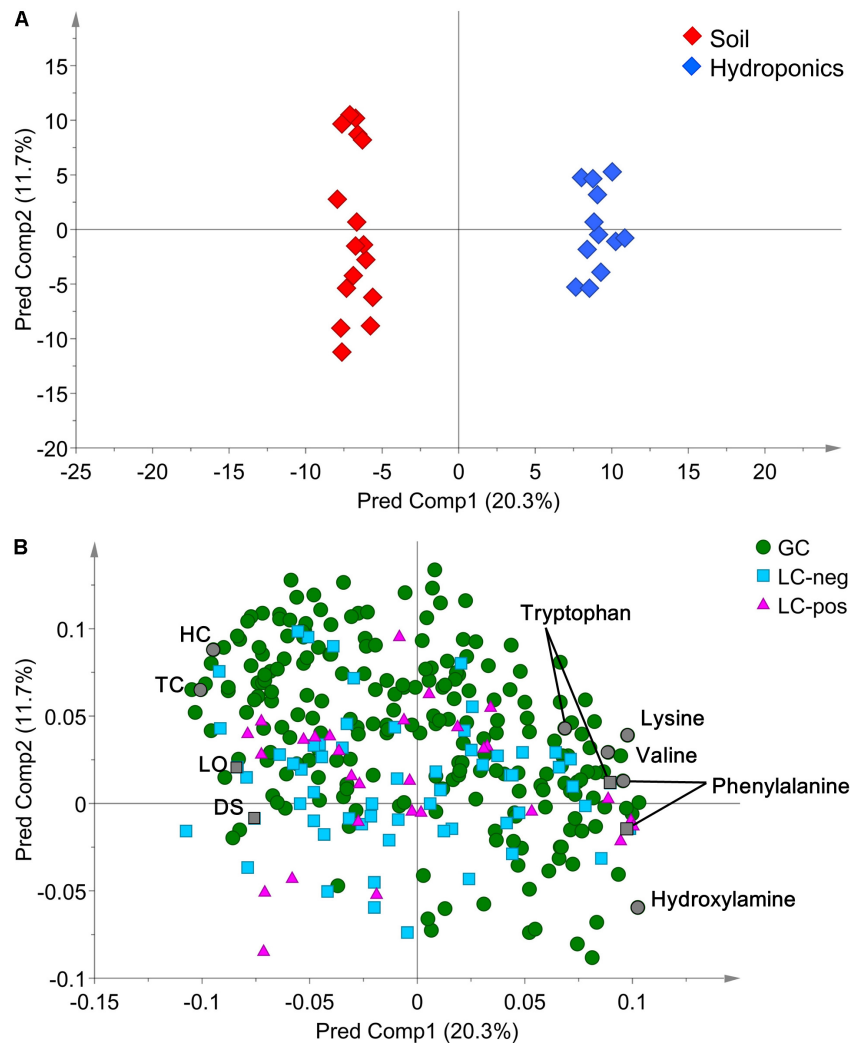 A
Soil
Hydroponics
Pred Comp2 (11.7%)
15
10
5
0
-5
-10
-15
-20
-25 -20 -15 -10 -5 0 5 10 15 20
Pred Comp1 (20.3%)
B
GC
LC-neg
LC-pos
Pred Comp2 (11.7%)
0.1
0.05
0
-0.05
-0.1
Tryptophan
HC
TC
Lysine
Valine
LQ
Phenylalanine
DS
Hydroxylamine
-0.15 -0.1 -0.05 0 0.05 0.1
Pred Comp1 (20.3%)